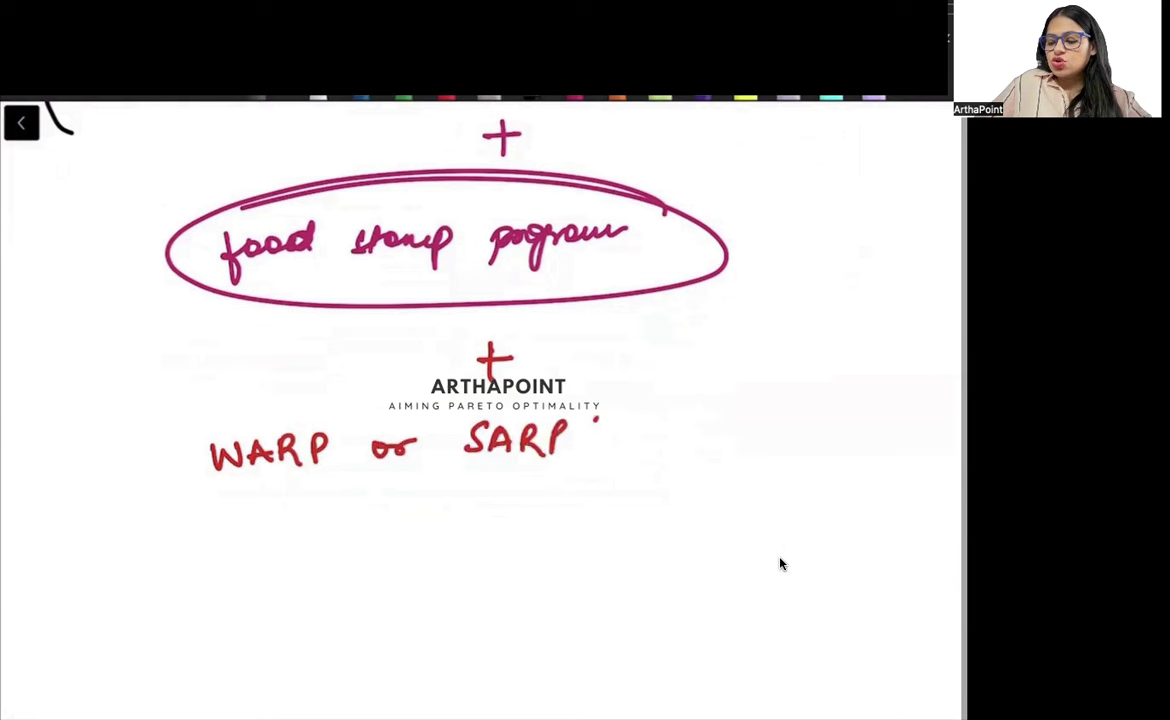 ArthaPoint
+
food stamp program
+
ARTHAPOINT
AIMING PARETO OPTIMALITY
WARP or SARP